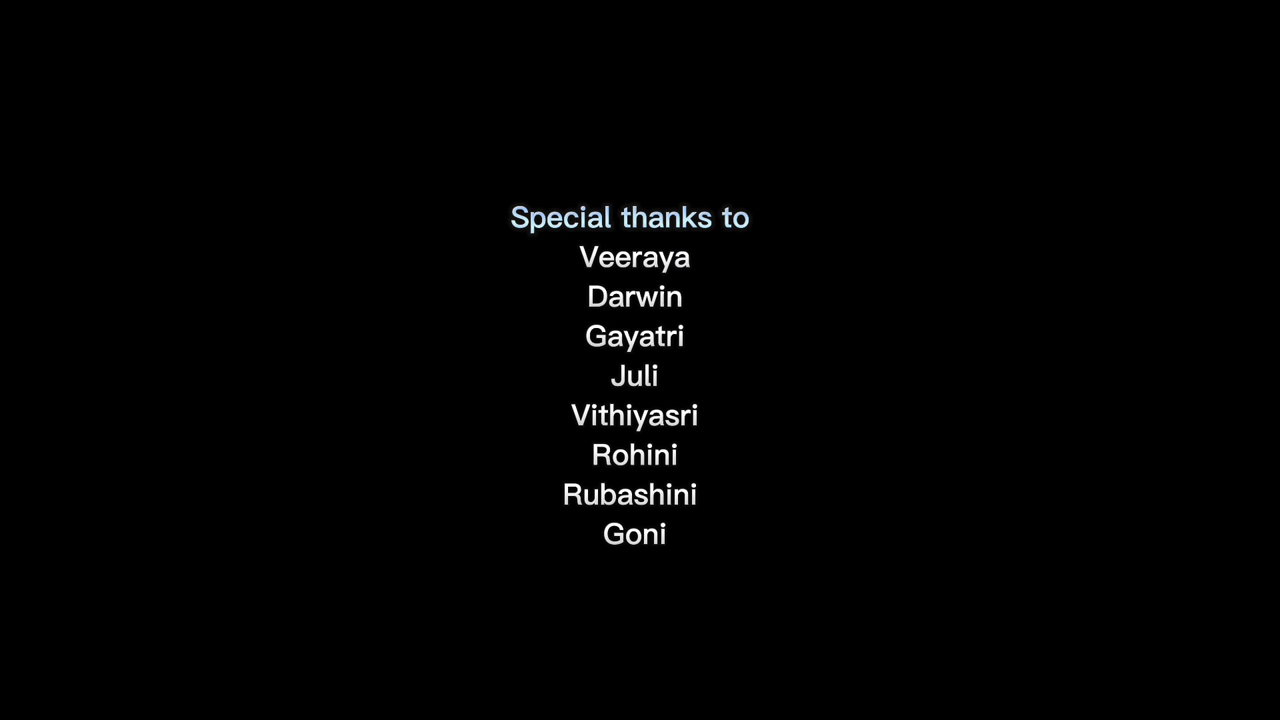 Special thanks to
Veeraya
Darwin
Gayatri
Juli
Vithiyasri
Rohini
Rubashini
Goni